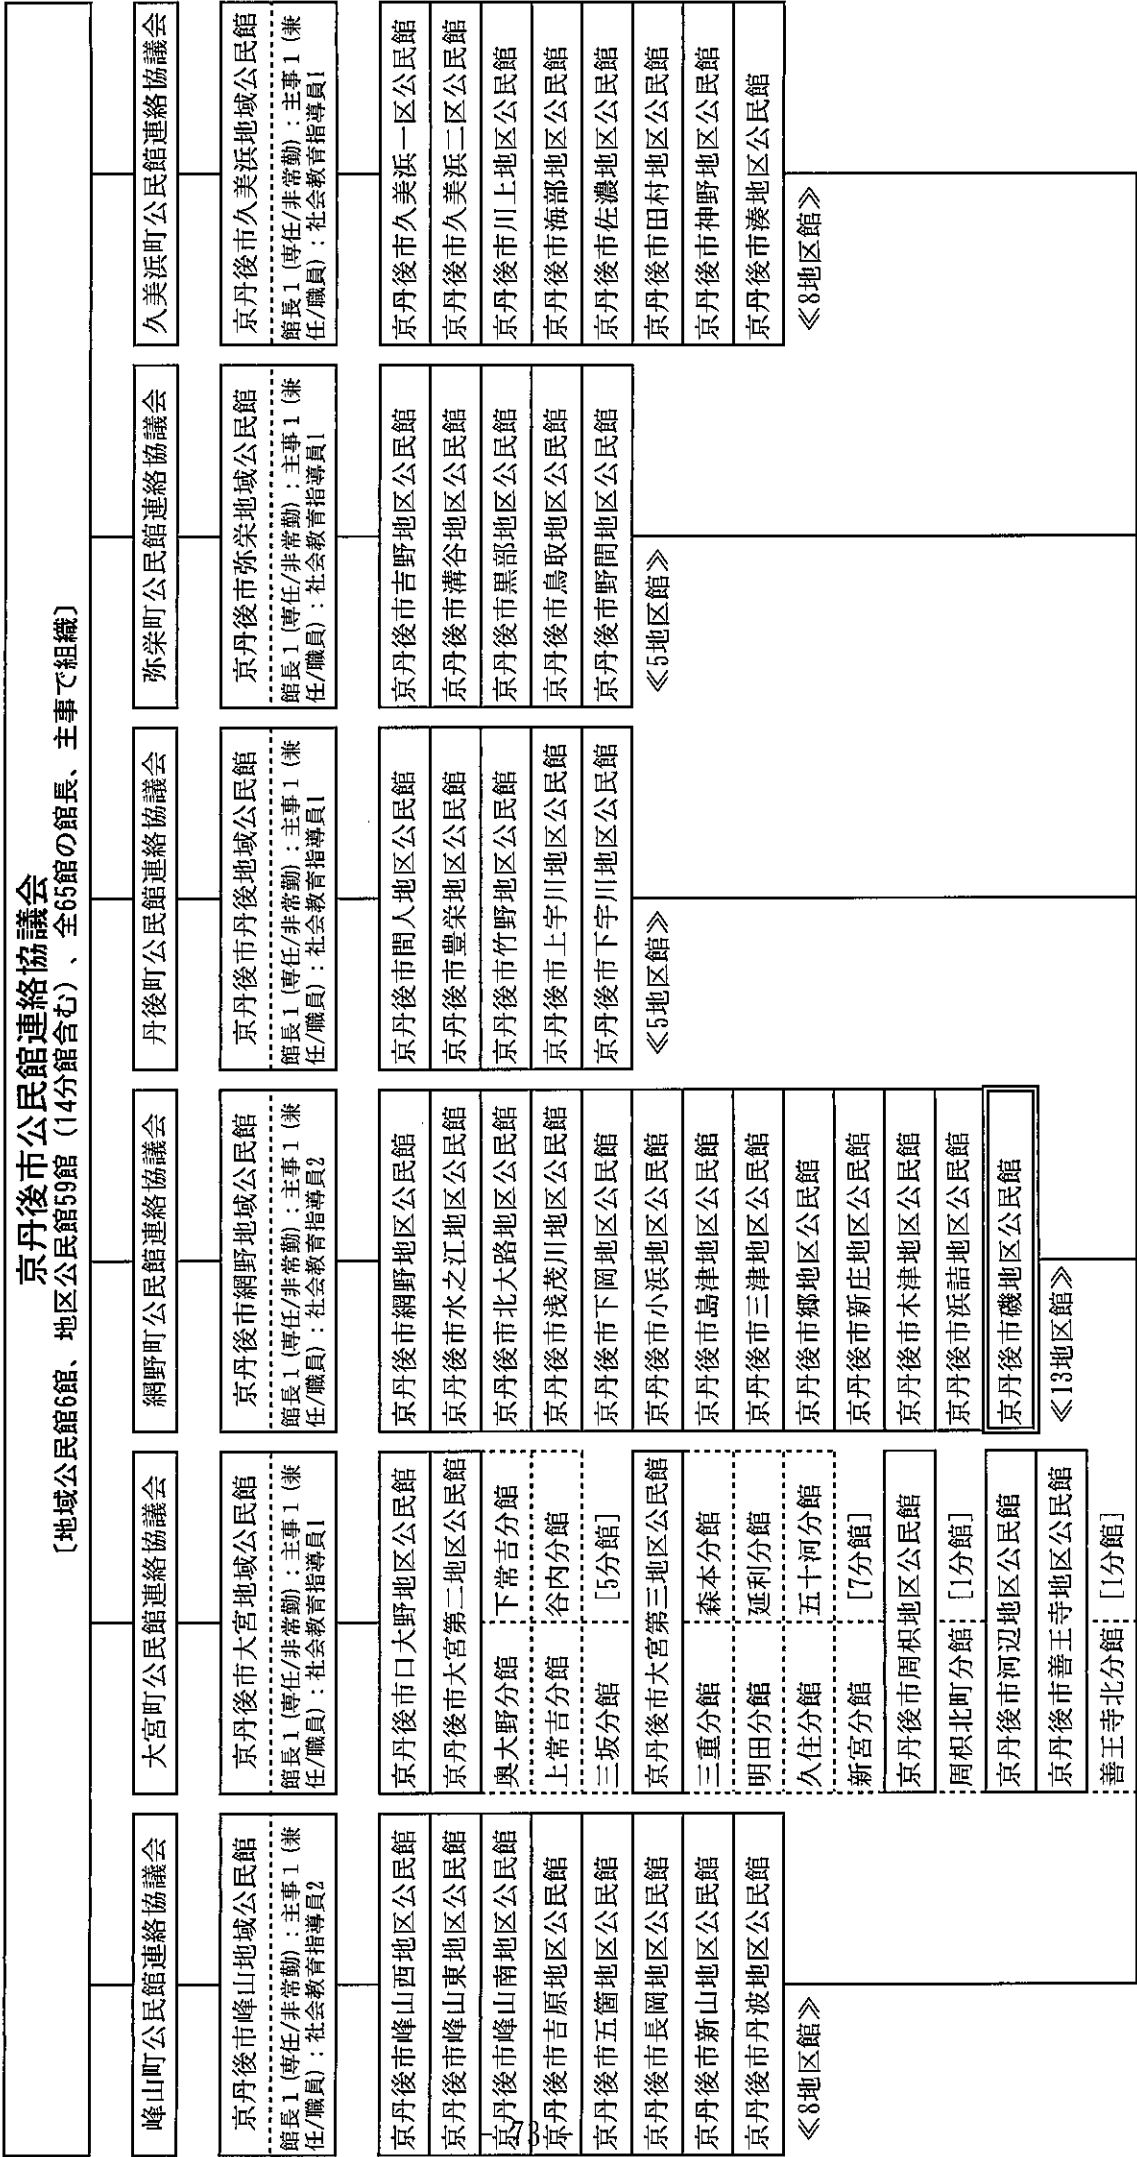 京丹後市公民館連絡協議会
[地域公民館6館、地区公民館59館（14分館含む）、全65館の館長、主事で組織]
峰山町公民館連絡協議会
京丹後市峰山地域公民館
館長1(専任/非常勤)：主事1(兼
任/職員)：社会教育指導員2
京丹後市峰山西地区公民館
京丹後市峰山東地区公民館
京丹後市峰山南地区公民館
京丹後市吉原地区公民館
京丹後市五箇地区公民館
京丹後市長岡地区公民館
京丹後市新山地区公民館
京丹後市丹波地区公民館
≪8地区館≫
大宮町公民館連絡協議会
京丹後市大宮地域公民館
館長1(専任/非常勤)：主事1(兼
任/職員)：社会教育指導員1
京丹後市口大野地区公民館
京丹後市大宮第二地区公民館
奥大野分館 下常吉分館
上常吉分館 谷内分館
三坂分館 [5分館]
京丹後市大宮第三地区公民館
三重分館 森本分館
明田分館 延利分館
久住分館 五十河分館
新宮分館 [7分館]
京丹後市周枳地区公民館
周枳北町分館 [1分館]
京丹後市河辺地区公民館
京丹後市善王寺地区公民館
善王寺北分館 [1分館]
網野町公民館連絡協議会
京丹後市網野地域公民館
館長1(専任/非常勤)：主事1(兼
任/職員)：社会教育指導員2
京丹後市網野地区公民館
京丹後市水之江地区公民館
京丹後市北大路地区公民館
京丹後市浅茂川地区公民館
京丹後市下岡地区公民館
京丹後市小浜地区公民館
京丹後市島津地区公民館
京丹後市三津地区公民館
京丹後市郷地区公民館
京丹後市新庄地区公民館
京丹後市木津地区公民館
京丹後市浜詰地区公民館
京丹後市磯地区公民館
≪13地区館≫
丹後町公民館連絡協議会
京丹後市丹後地域公民館
館長1(専任/非常勤)：主事1(兼
任/職員)：社会教育指導員1
京丹後市間人地区公民館
京丹後市豊栄地区公民館
京丹後市竹野地区公民館
京丹後市上宇川地区公民館
京丹後市下宇川地区公民館
≪5地区館≫
弥栄町公民館連絡協議会
京丹後市弥栄地域公民館
館長1(専任/非常勤)：主事1(兼
任/職員)：社会教育指導員1
京丹後市吉野地区公民館
京丹後市溝谷地区公民館
京丹後市黒部地区公民館
京丹後市鳥取地区公民館
京丹後市野間地区公民館
≪5地区館≫
久美浜町公民館連絡協議会
京丹後市久美浜地域公民館
館長1(専任/非常勤)：主事1(兼
任/職員)：社会教育指導員1
京丹後市久美浜一区公民館
京丹後市久美浜二区公民館
京丹後市川上地区公民館
京丹後市海部地区公民館
京丹後市佐濃地区公民館
京丹後市田村地区公民館
京丹後市神野地区公民館
京丹後市湊地区公民館
≪8地区館≫
- 73 -